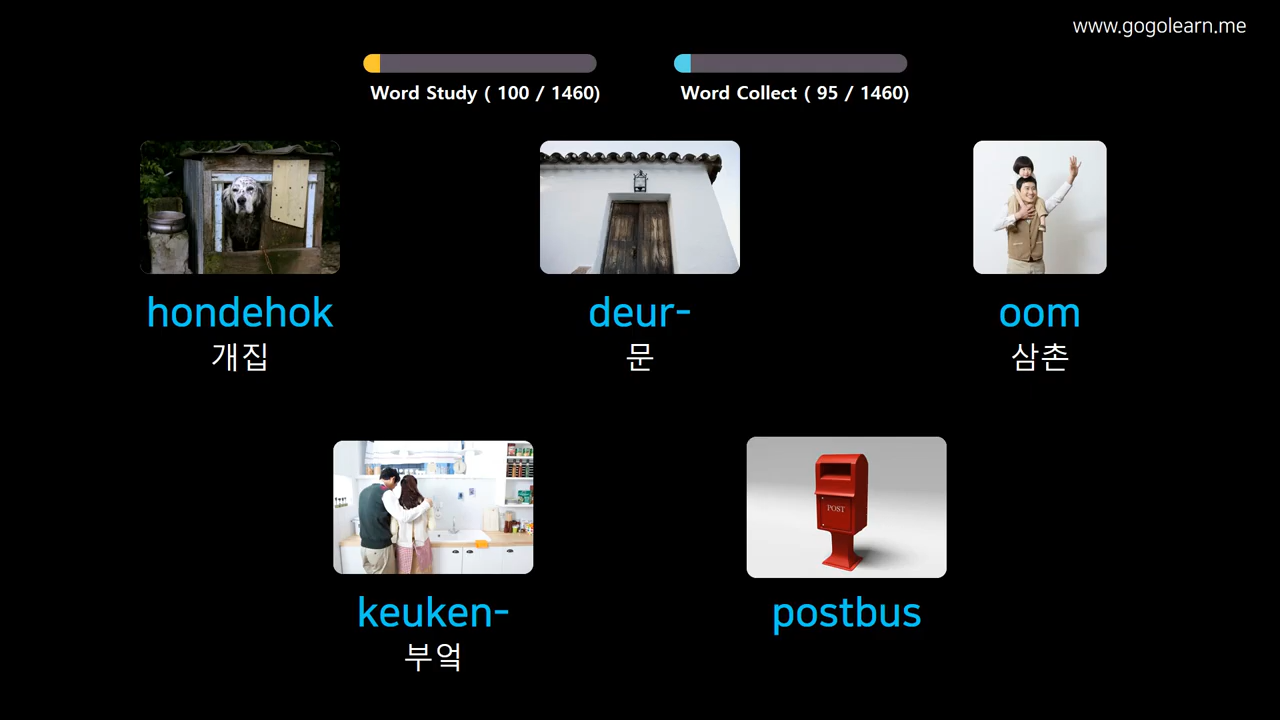 www.gogolearn.me
Word Study ( 100 / 1460)
Word Collect ( 95 / 1460)
hondehok
개집
deur-
문
oom
삼촌
keuken-
부엌
POST
postbus